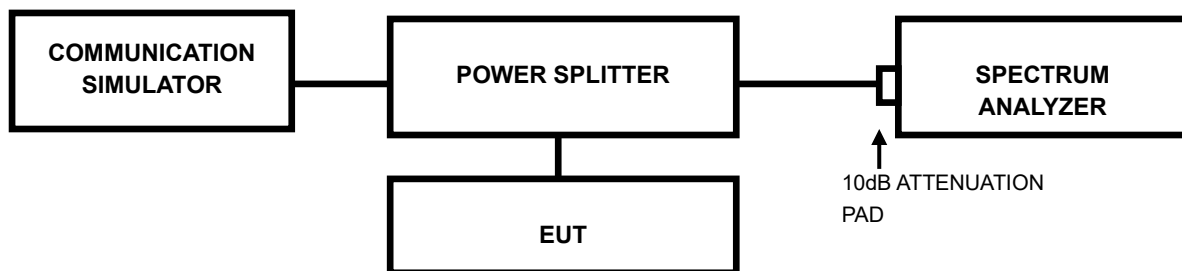 COMMUNICATION
SIMULATOR
POWER SPLITTER
SPECTRUM
ANALYZER
10dB ATTENUATION
PAD
EUT